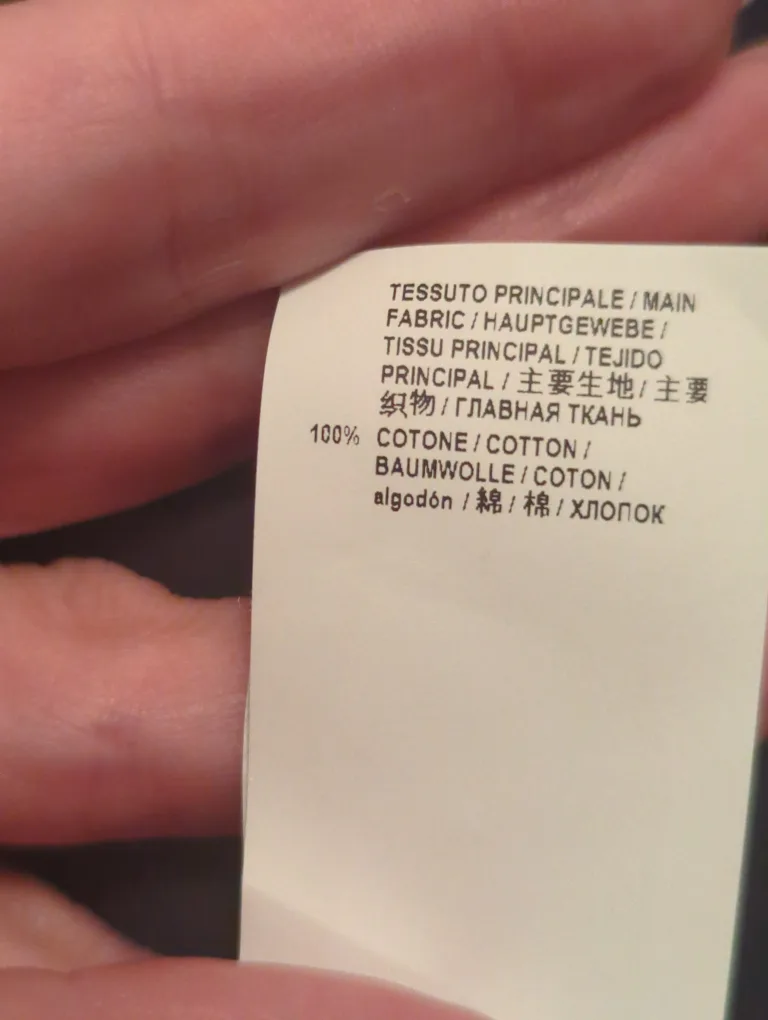 TESSUTO PRINCIPALE / MAIN
FABRIC / HAUPTGEWEBE /
TISSU PRINCIPAL / TEJIDO
PRINCIPAL / 主要生地 / 主要
织物 / ГЛАВНАЯ ТКАНЬ
100% COTONE / COTTON /
BAUMWOLLE / COTON /
algodón / 綿 / 棉 / ХЛОПОК